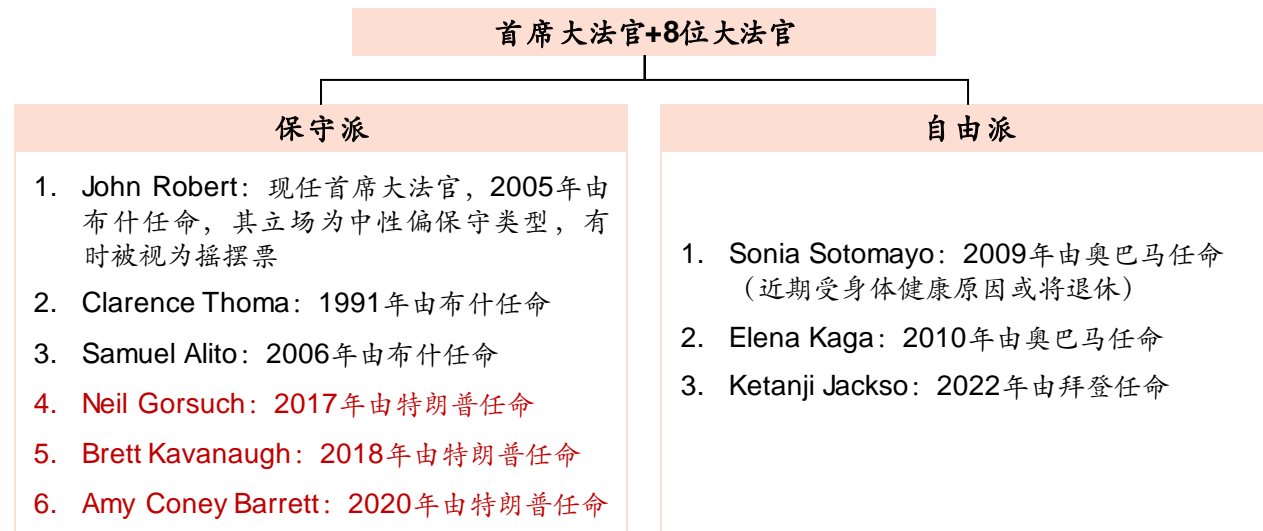 首席大法官+8位大法官
保守派
1. John Robert：现任首席大法官，2005年由
布什任命，其立场为中性偏保守类型，有
时被视为摇摆票
2. Clarence Thoma：1991年由布什任命
3. Samuel Alito：2006年由布什任命
4. Neil Gorsuch：2017年由特朗普任命
5. Brett Kavanaugh：2018年由特朗普任命
6. Amy Coney Barrett：2020年由特朗普任命
自由派
1. Sonia Sotomayo：2009年由奥巴马任命
（近期受身体健康原因或将退休）
2. Elena Kaga：2010年由奥巴马任命
3. Ketanji Jackso：2022年由拜登任命